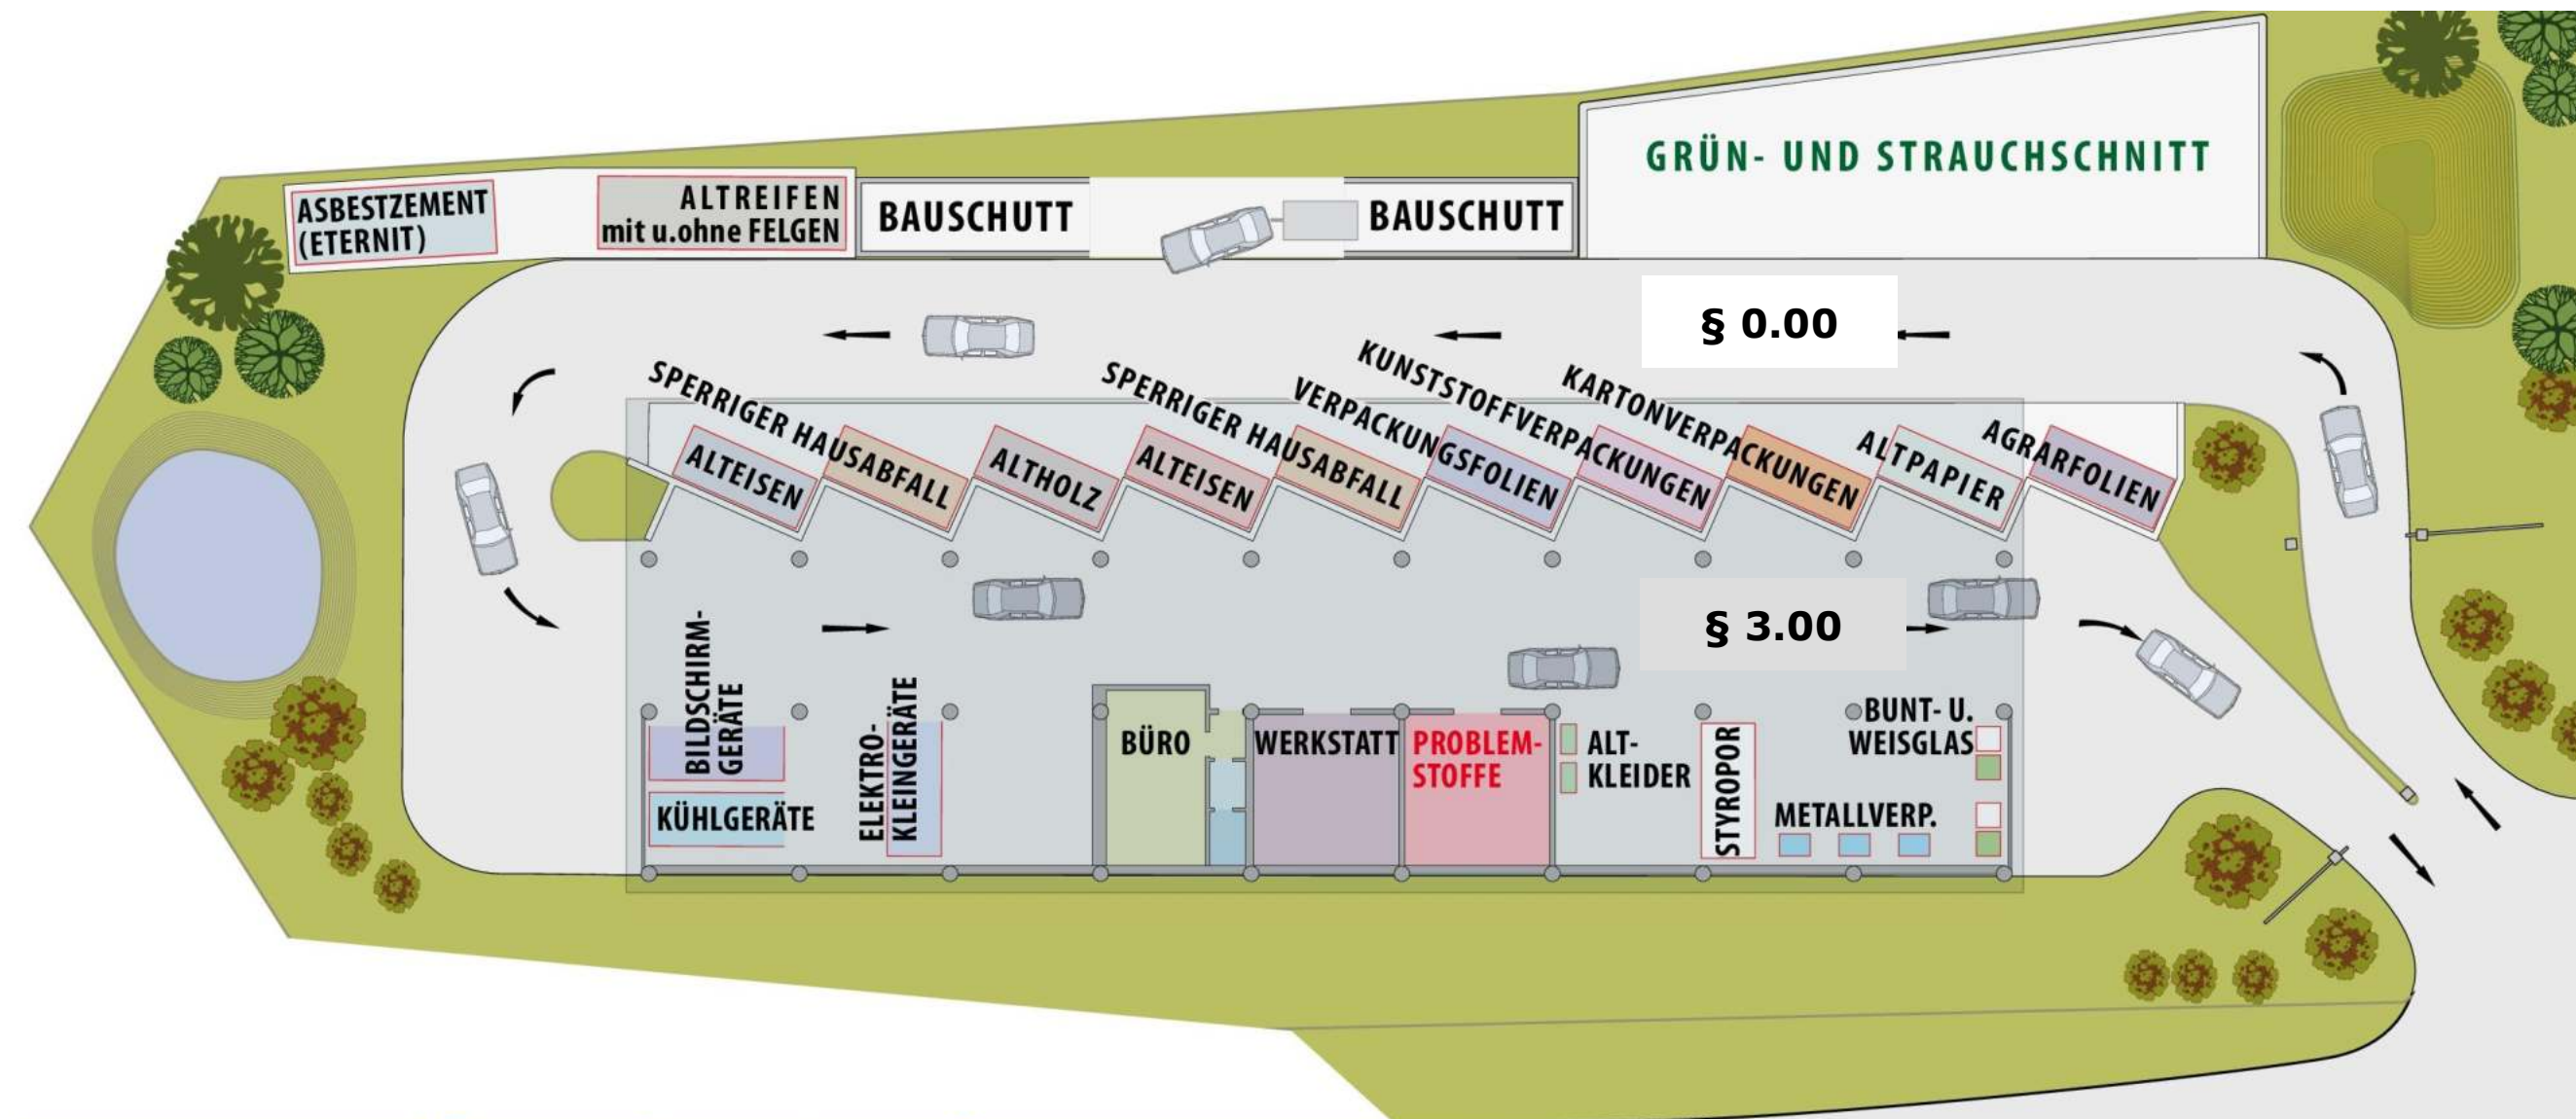 GRÜN- UND STRAUCHSCHNITT
ASBESTZEMENT
(ETERNIT)
ALTREIFEN
mit u.ohne FELGEN
BAUSCHUTT
BAUSCHUTT
§ 0.00
ALTEISEN
SPERRIGER HAUSABFALL
ALTHOLZ
ALTEISEN
SPERRIGER HAUSABFALL
VERPACKUNGSFOLIEN
KUNSTSTOFFVERPACKUNGEN
KARTONVERPACKUNGEN
ALTPAPIER
AGRARFOLIEN
§ 3.00
BILDSCHIRM-
GERÄTE
KÜHLGERÄTE
ELEKTRO-
KLEINGERÄTE
BÜRO
WERKSTATT
PROBLEM-
STOFFE
ALT-
KLEIDER
STYROPOR
BUNT- U.
WEISGLAS
METALLVERP.